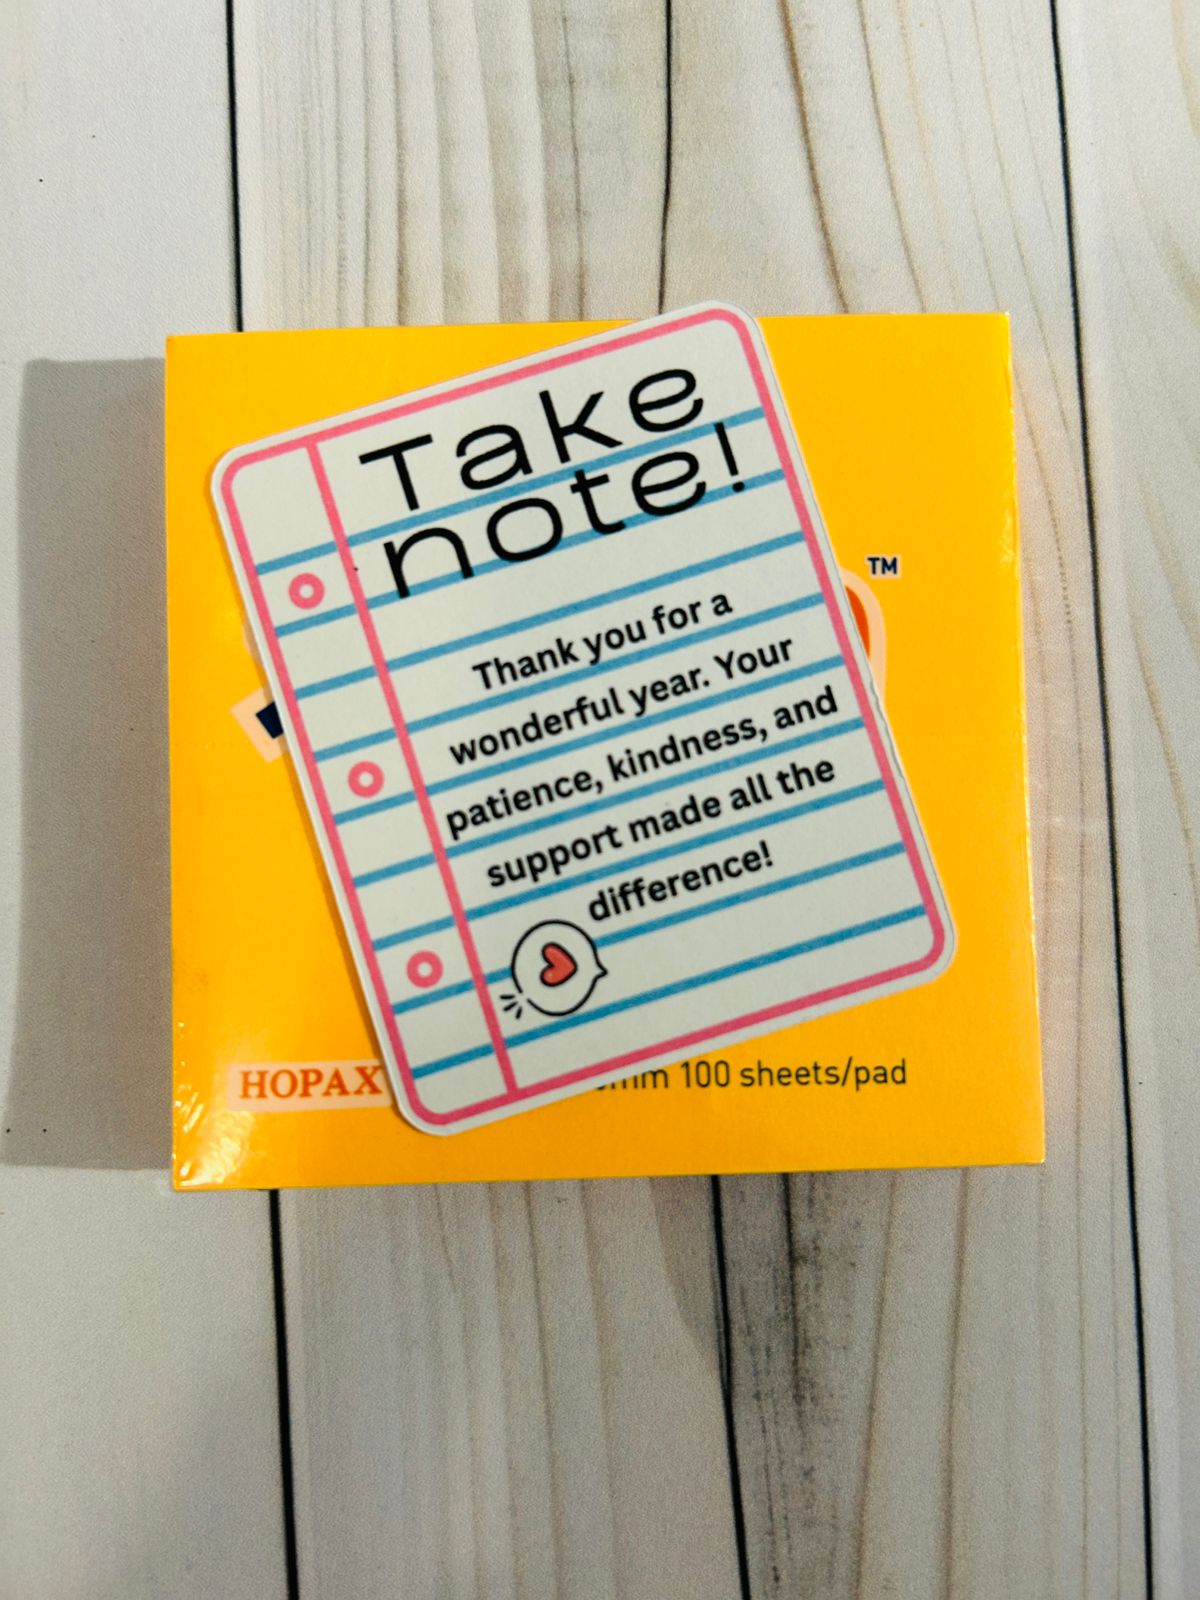 Take
note!
Thank you for a
wonderful year. Your
patience, kindness, and
support made all the
difference!
TM
HOPAX
100 sheets/pad